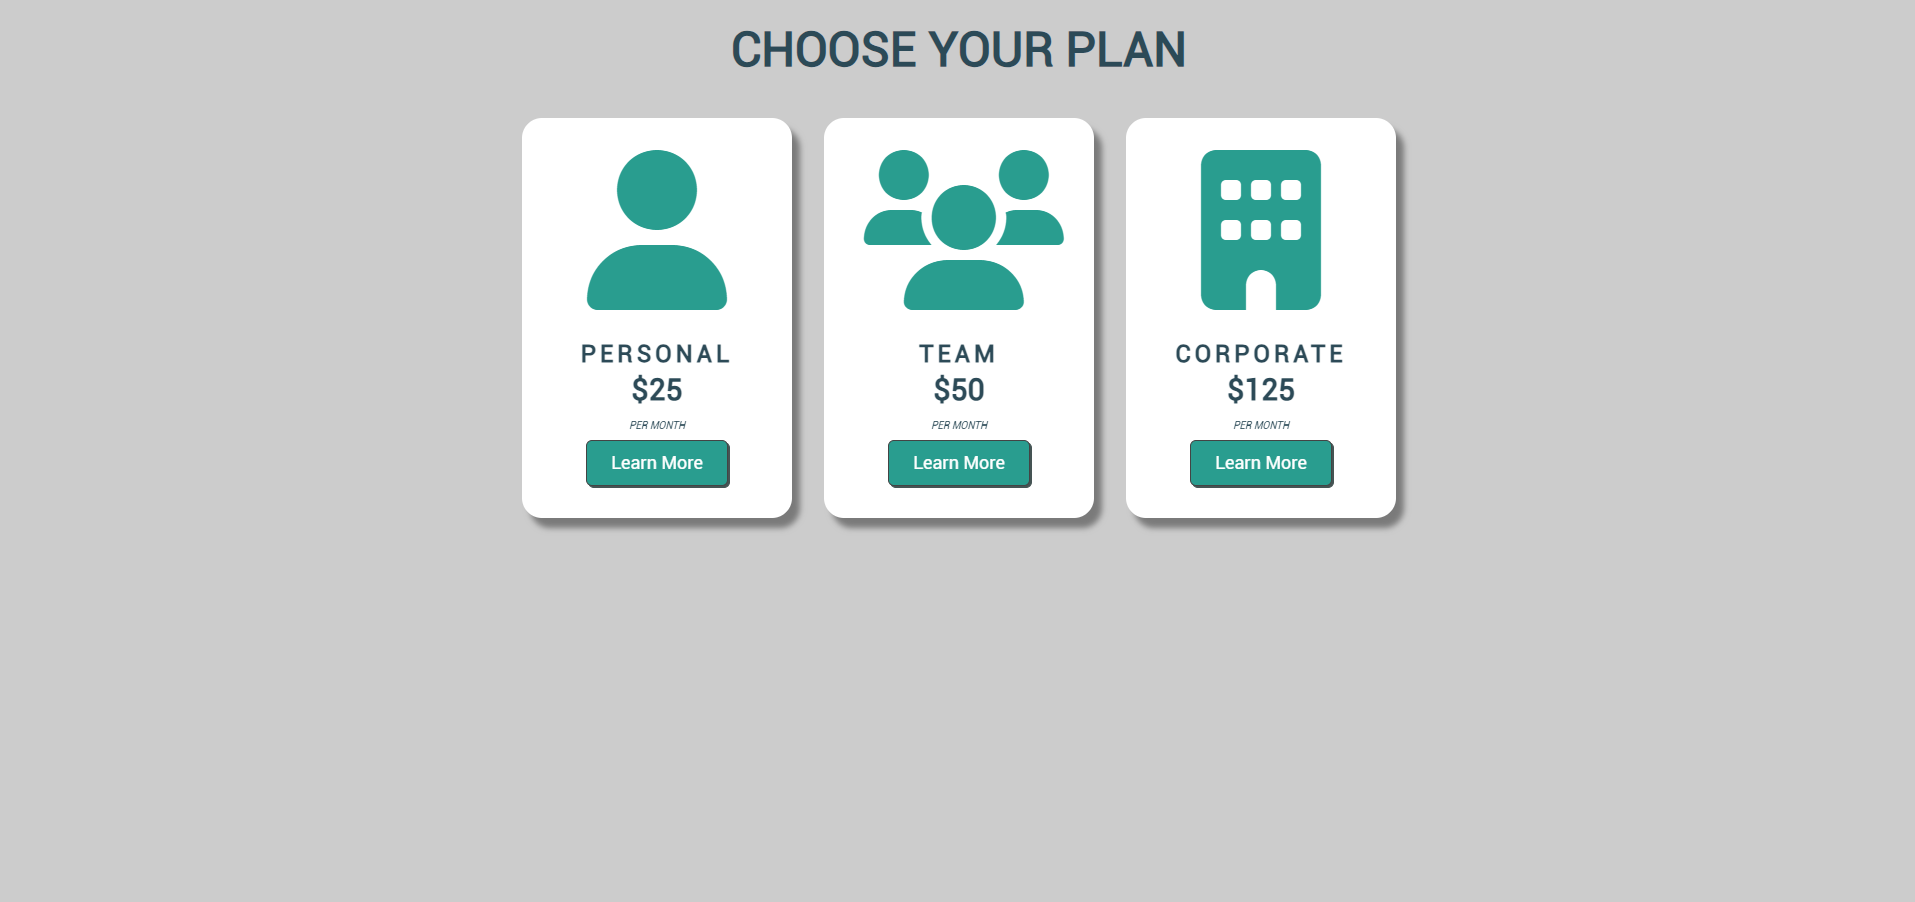 CHOOSE YOUR PLAN
PERSONAL
$25
PER MONTH
Learn More
TEAM
$50
PER MONTH
Learn More
CORPORATE
$125
PER MONTH
Learn More